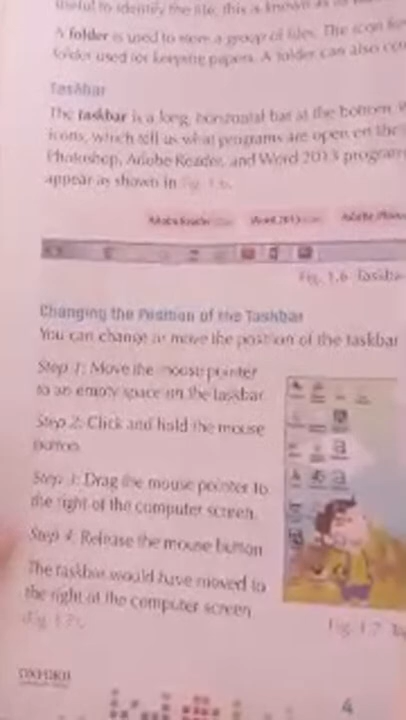 useful to identify the file, this is known as
A folder is used to store a group of files. The icon for
folder used for keeping papers. A folder can also
Taskbar
The taskbar is a long, horizontal bar at the bottom.
icons, which tell us what programs are open on the
Photoshop, Adobe Reader, and Word 2013 program
appear as shown in Fig. 1.6.
Adobe Reader icon Word 2013 icon Adobe Photo
Fig. 1.6 Taskba
Changing the Position of the Taskbar
You can change or move the position of the taskbar
Step 1: Move the mouse pointer
to an empty space on the taskbar.
Step 2: Click and hold the mouse
button.
Step 3: Drag the mouse pointer to
the right of the computer screen.
Step 4: Release the mouse button
The taskbar would have moved to
the right of the computer screen
(Fig. 1.7).
Fig. 1.7
OXFORD
4